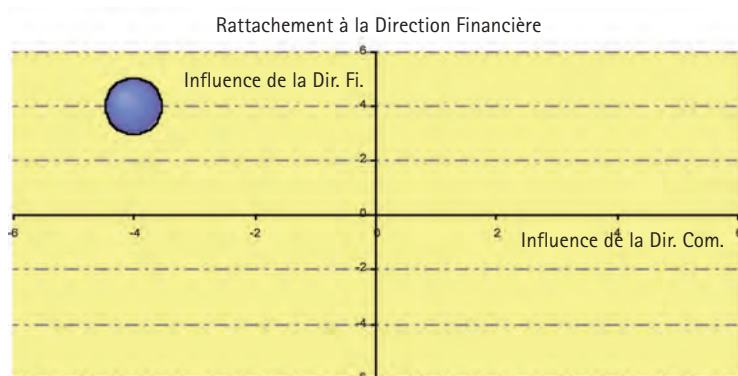 Rattachement à la Direction Financière
6
Influence de la Dir. Fi.
4
2
0
-6 -4 -2 0 2 4 6
Influence de la Dir. Com.
-2
-4
-6